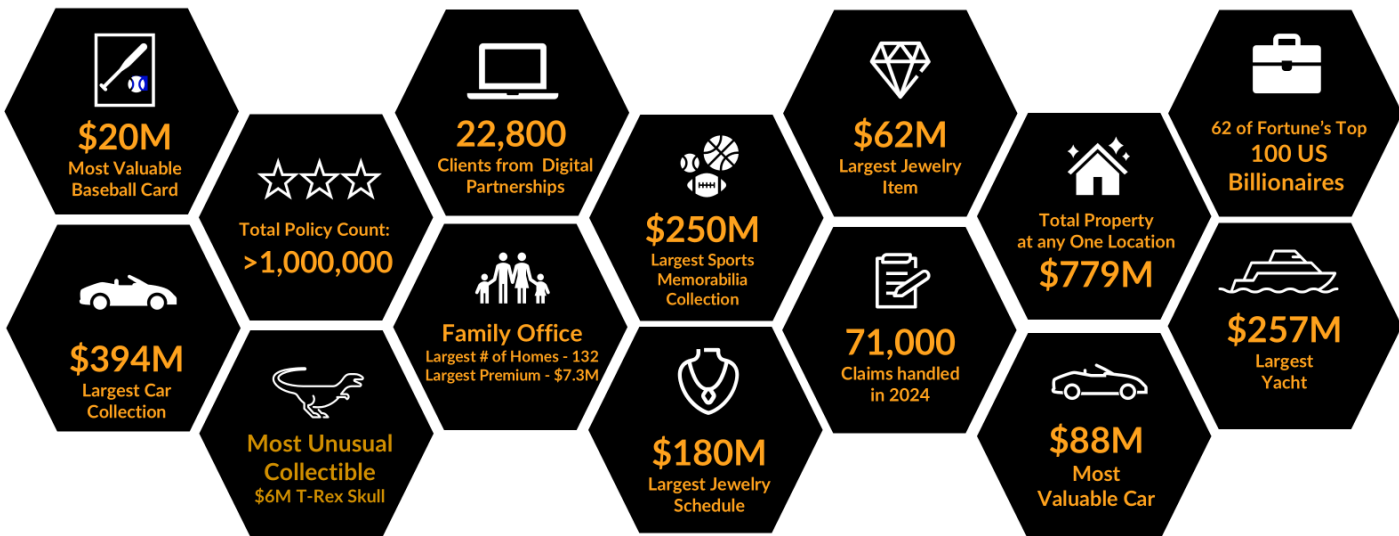 $20M
Most Valuable
Baseball Card
Total Policy Count:
>1,000,000
22,800
Clients from Digital
Partnerships
$250M
Largest Sports
Memorabilia
Collection
$62M
Largest Jewelry
Item
Total Property
at any One Location
$779M
62 of Fortune's Top
100 US
Billionaires
$394M
Largest Car
Collection
Most Unusual
Collectible
$6M T-Rex Skull
Family Office
Largest # of Homes - 132
Largest Premium - $7.3M
$180M
Largest Jewelry
Schedule
71,000
Claims handled
in 2024
$88M
Most
Valuable Car
$257M
Largest
Yacht